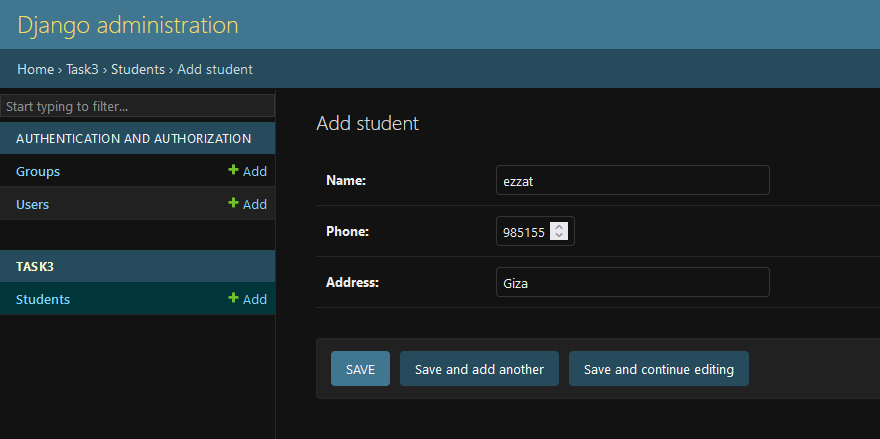 Django administration
Home › Task3 › Students › Add student
Start typing to filter...
AUTHENTICATION AND AUTHORIZATION
Groups + Add
Users + Add
TASK3
Students + Add
Add student
Name: ezzat
Phone: 985155
Address: Giza
SAVE Save and add another Save and continue editing